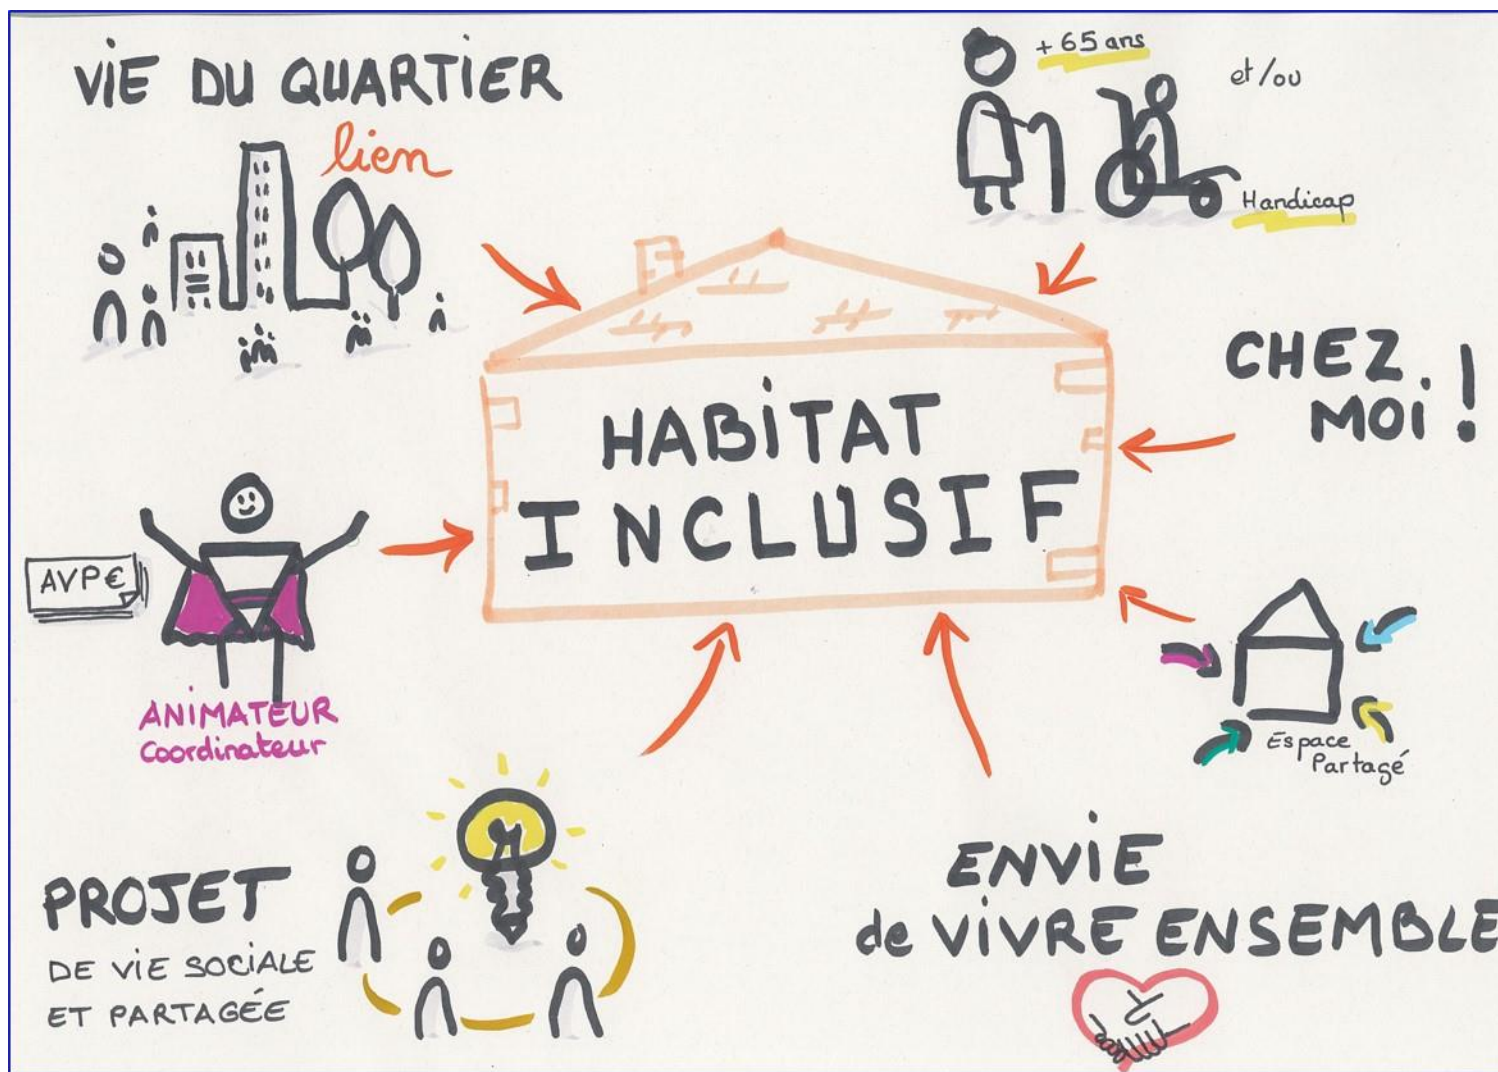 VIE DU QUARTIER
lien
+ 65 ans
et/ou
Handicap
CHEZ
MOI !
HABITAT
INCLUSIF
AVP€
ANIMATEUR
Coordinateur
Espace
Partagé
PROJET
DE VIE SOCIALE
ET PARTAGÉE
ENVIE
de VIVRE ENSEMBLE